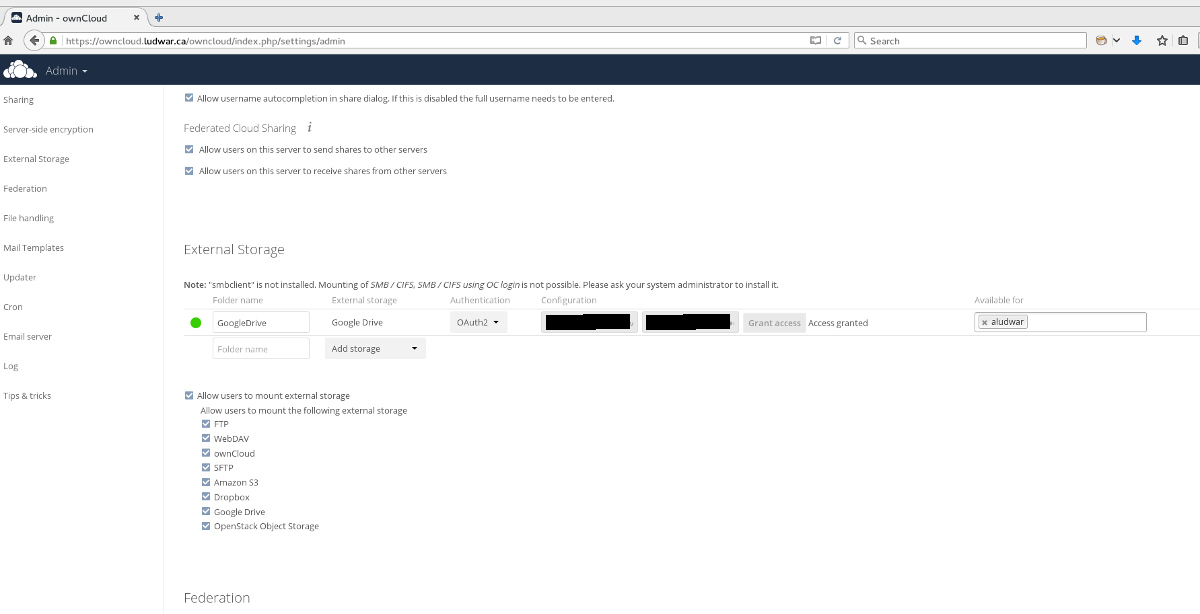 Admin - ownCloud
https://owncloud.ludwar.ca/owncloud/index.php/settings/admin
Search
Admin
Sharing
Server-side encryption
External Storage
Federation
File handling
Mail Templates
Updater
Cron
Email server
Log
Tips & tricks
Allow username autocompletion in share dialog. If this is disabled the full username needs to be entered.
Federated Cloud Sharing i
Allow users on this server to send shares to other servers
Allow users on this server to receive shares from other servers
External Storage
Note: "smbclient" is not installed. Mounting of SMB / CIFS, SMB / CIFS using OC login is not possible. Please ask your system administrator to install it.
Folder name External storage Authentication Configuration Available for
GoogleDrive Google Drive OAuth2 Grant access Access granted × aludwar
Folder name Add storage
Allow users to mount external storage
Allow users to mount the following external storage
FTP
WebDAV
ownCloud
SFTP
Amazon S3
Dropbox
Google Drive
OpenStack Object Storage
Federation